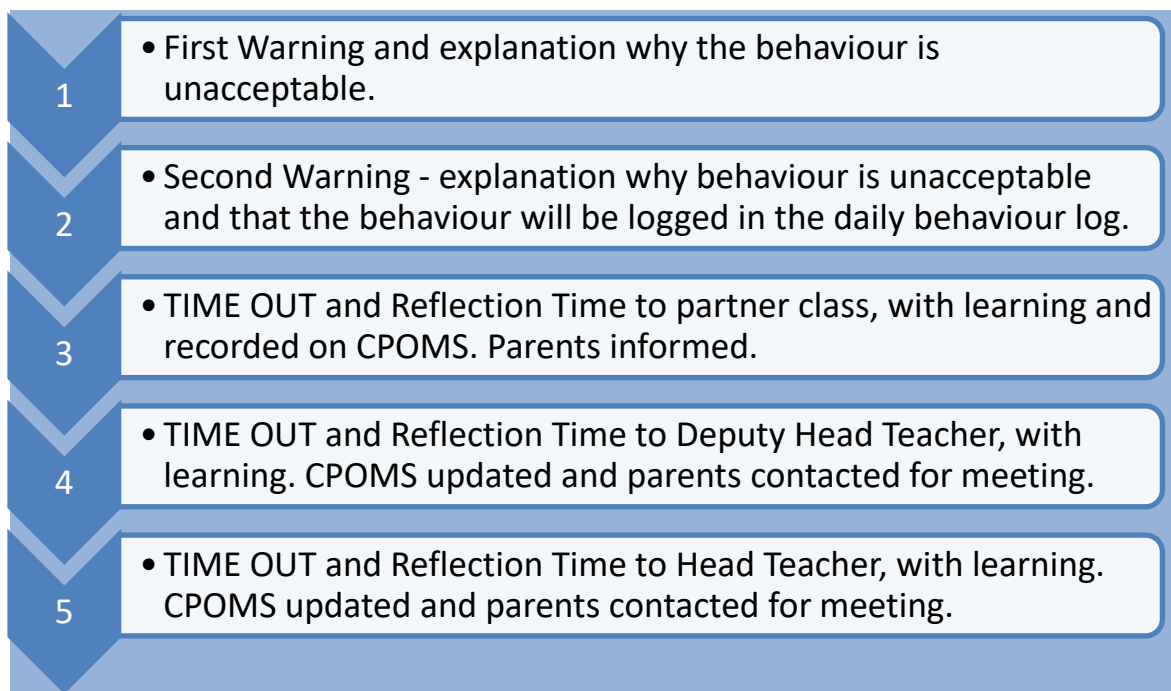 1
• First Warning and explanation why the behaviour is
unacceptable.
2
• Second Warning - explanation why behaviour is unacceptable
and that the behaviour will be logged in the daily behaviour log.
3
• TIME OUT and Reflection Time to partner class, with learning and
recorded on CPOMS. Parents informed.
4
• TIME OUT and Reflection Time to Deputy Head Teacher, with
learning. CPOMS updated and parents contacted for meeting.
5
• TIME OUT and Reflection Time to Head Teacher, with learning.
CPOMS updated and parents contacted for meeting.